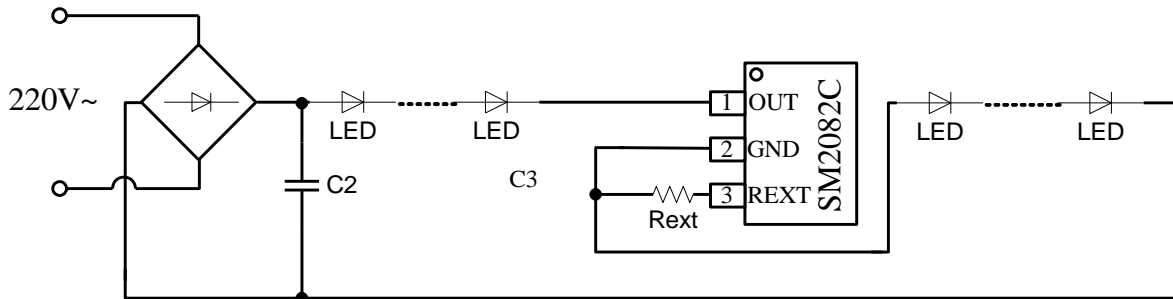 220V~
LED
LED
C2
C3
1
OUT
2
GND
3
REXT
SM2082C
Rext
LED
LED